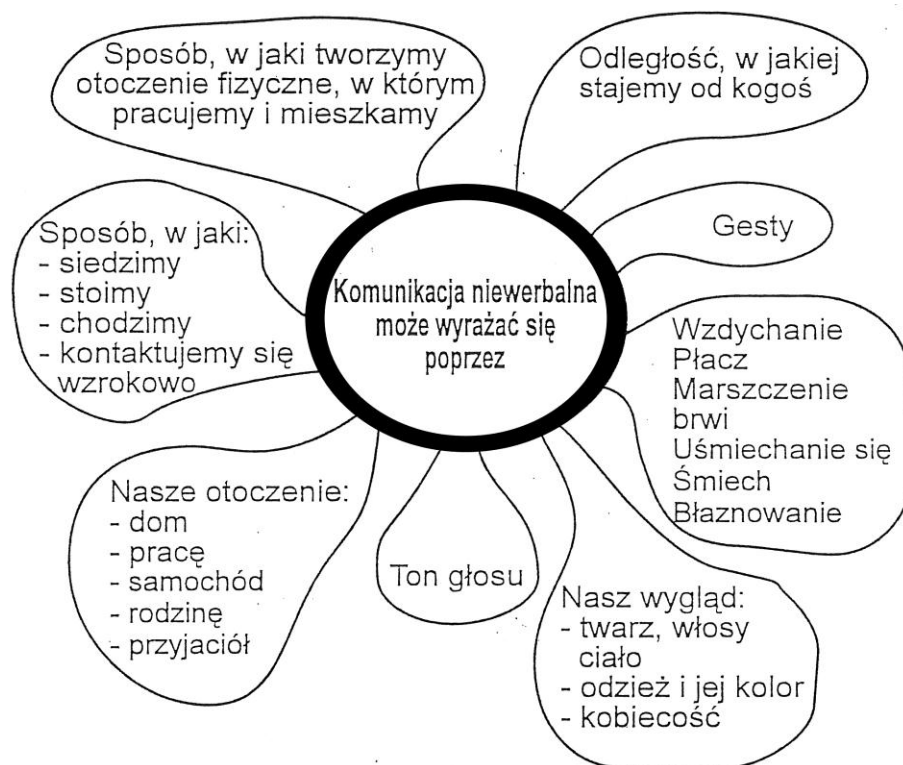 Sposób, w jaki tworzymy
otoczenie fizyczne, w którym
pracujemy i mieszkamy
Odległość, w jakiej
stajemy od kogoś
Gesty
Sposób, w jaki:
- siedzimy
- stoimy
- chodzimy
- kontaktujemy się
wzrokowo
Komunikacja niewerbalna
może wyrażać się
poprzez
Wzdychanie
Płacz
Marszczenie
brwi
Uśmiechanie się
Śmiech
Błaznowanie
Nasze otoczenie:
- dom
- pracę
- samochód
- rodzinę
- przyjaciół
Ton głosu
Nasz wygląd:
- twarz, włosy
ciało
- odzież i jej kolor
- kobiecość